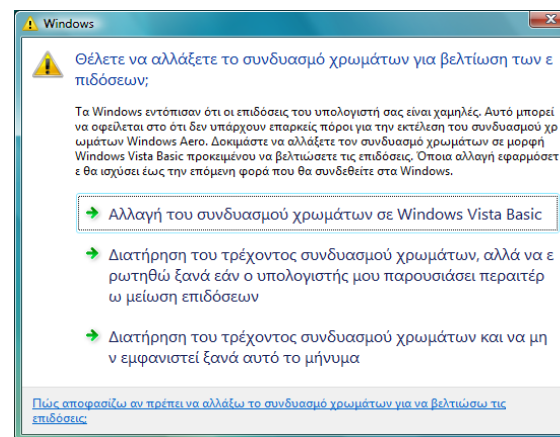 Windows
Θέλετε να αλλάξετε το συνδυασμό χρωμάτων για βελτίωση των ε
πιδόσεων;
Τα Windows εντόπισαν ότι οι επιδόσεις του υπολογιστή σας είναι χαμηλές. Αυτό μπορεί
να οφείλεται στο ότι δεν υπάρχουν επαρκείς πόροι για την εκτέλεση του συνδυασμού χρ
ωμάτων Windows Aero. Δοκιμάστε να αλλάξετε τον συνδυασμό χρωμάτων σε μορφή
Windows Vista Basic προκειμένου να βελτιώσετε τις επιδόσεις. Όποια αλλαγή εφαρμόσετ
ε θα ισχύσει έως την επόμενη φορά που θα συνδεθείτε στα Windows.
Αλλαγή του συνδυασμού χρωμάτων σε Windows Vista Basic
Διατήρηση του τρέχοντος συνδυασμού χρωμάτων, αλλά να ε
ρωτηθώ ξανά εάν ο υπολογιστής μου παρουσιάσει περαιτέρ
ω μείωση επιδόσεων
Διατήρηση του τρέχοντος συνδυασμού χρωμάτων και να μη
ν εμφανιστεί ξανά αυτό το μήνυμα
Πώς αποφασίζω αν πρέπει να αλλάξω το συνδυασμό χρωμάτων για να βελτιώσω τις
επιδόσεις;